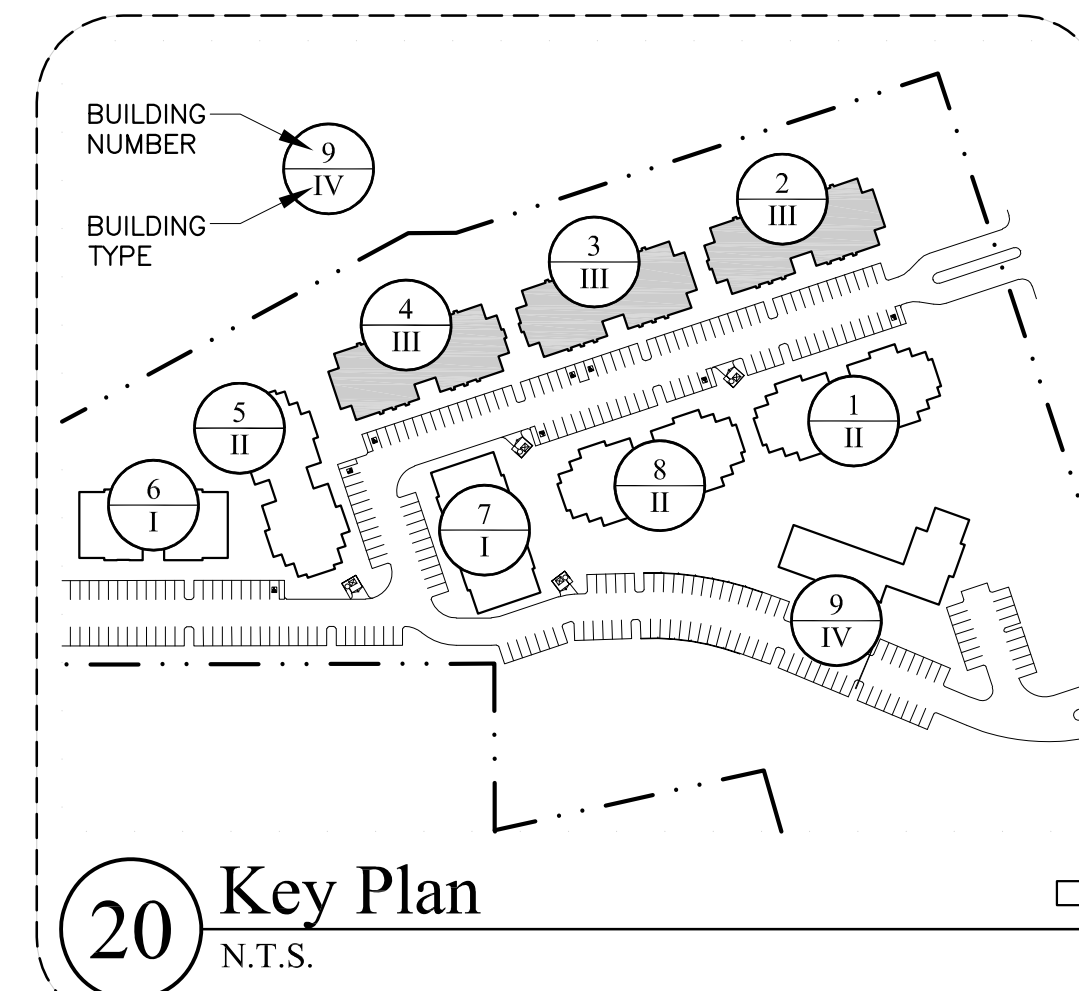 BUILDING
NUMBER
9
IV
BUILDING
TYPE
2
III
3
III
4
III
5
II
1
II
6
I
8
II
7
I
9
IV
20
Key Plan
N.T.S.